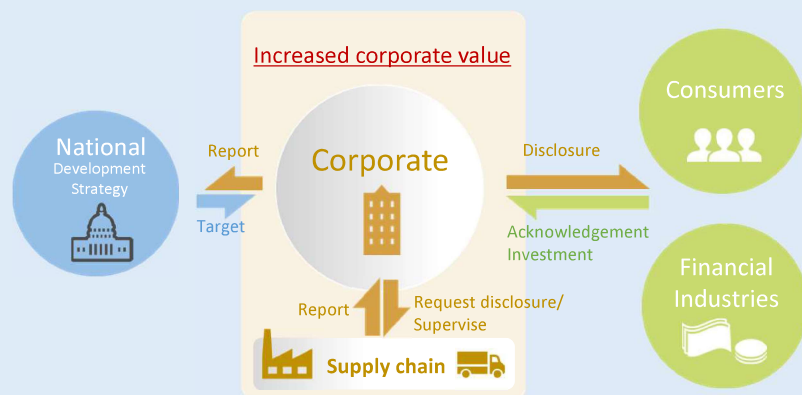 Increased corporate value
National
Development
Strategy
Report
Target
Corporate
Disclosure
Acknowledgement
Investment
Consumers
Financial
Industries
Report
Request disclosure/
Supervise
Supply chain